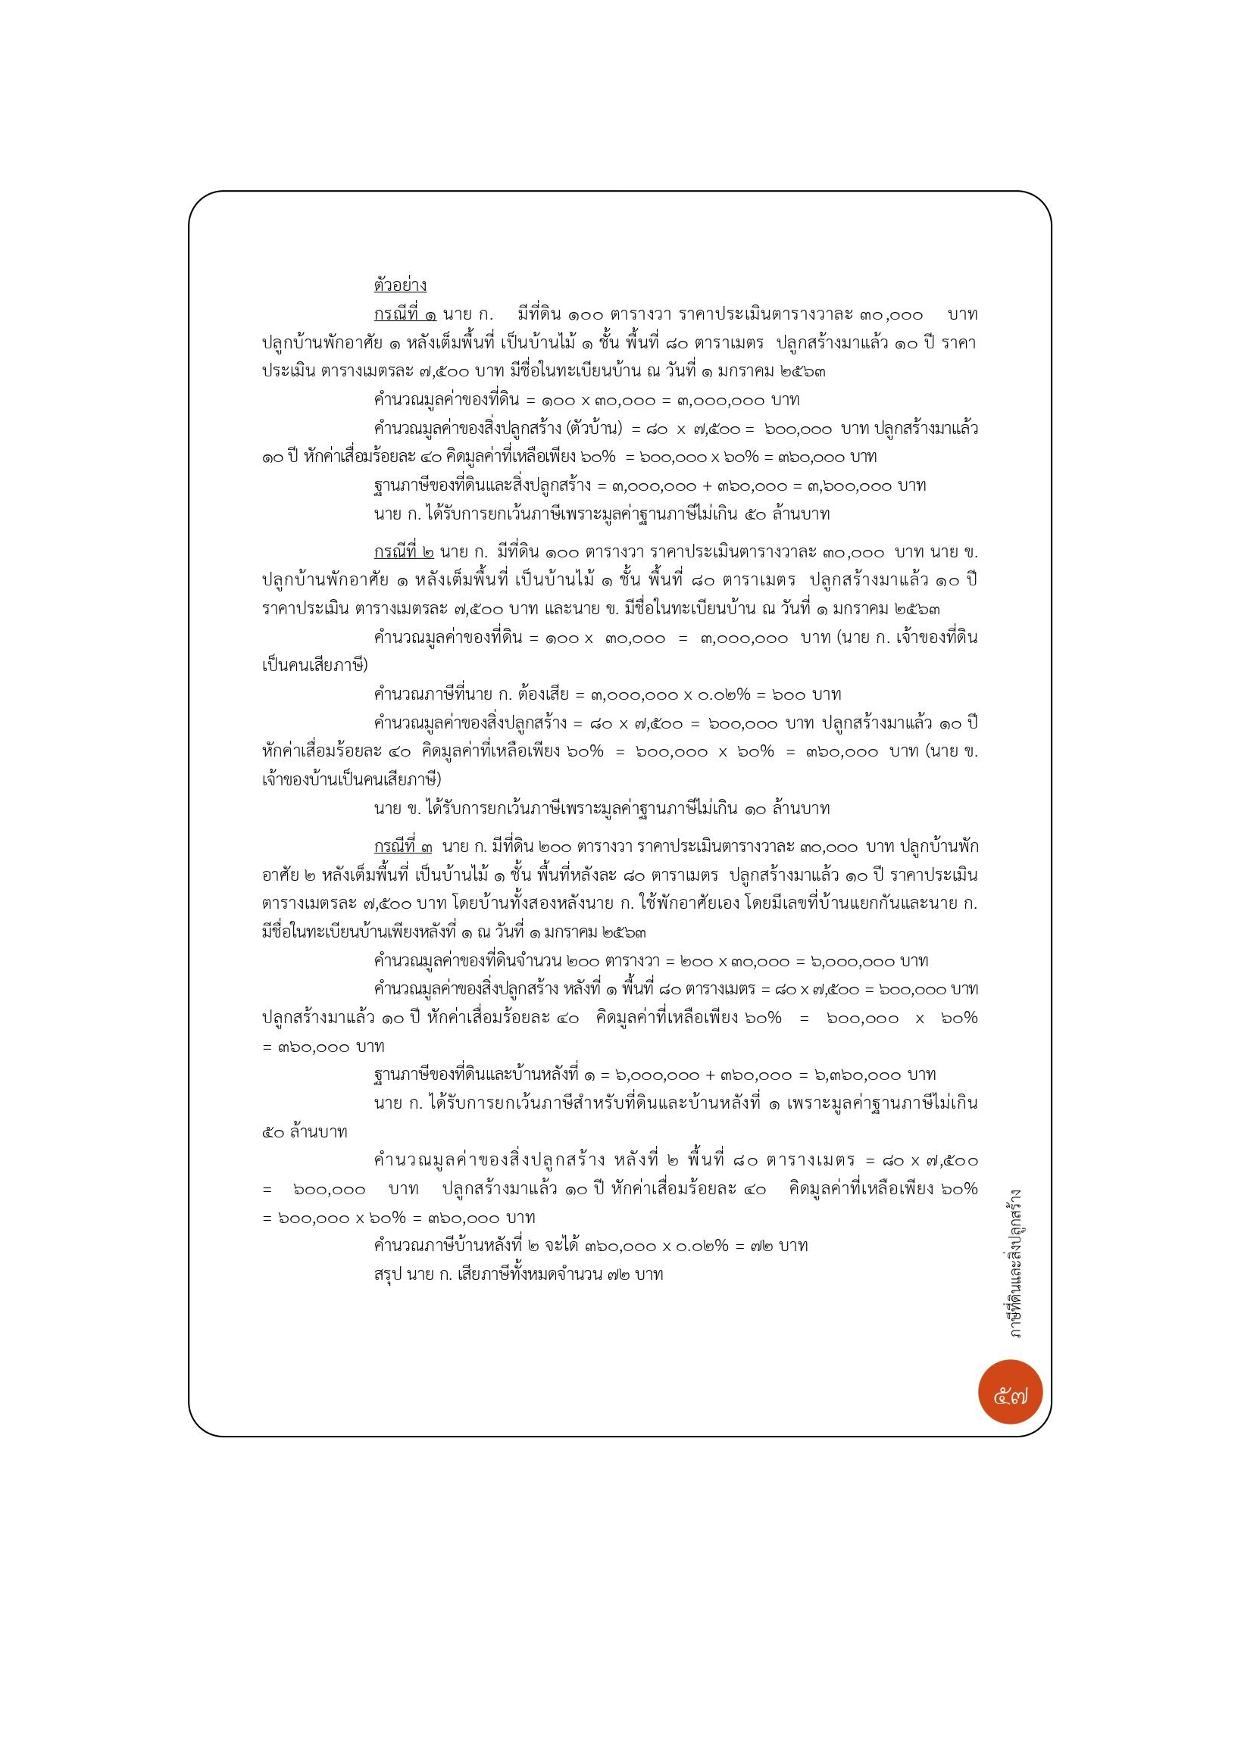 ตัวอย่าง
กรณีที่ ๑ นาย ก. มีที่ดิน ๑๐๐ ตารางวา ราคาประเมินตารางวาละ ๓๐,๐๐๐ บาท
ปลูกบ้านพักอาศัย ๑ หลังเต็มพื้นที่ เป็นบ้านไม้ ๑ ชั้น พื้นที่ ๘๐ ตาราเมตร ปลูกสร้างมาแล้ว ๑๐ ปี ราคา
ประเมิน ตารางเมตรละ ๗,๕๐๐ บาท มีชื่อในทะเบียนบ้าน ณ วันที่ ๑ มกราคม ๒๕๖๓
คำนวณมูลค่าของที่ดิน = ๑๐๐ x ๓๐,๐๐๐ = ๓,๐๐๐,๐๐๐ บาท
คำนวณมูลค่าของสิ่งปลูกสร้าง (ตัวบ้าน) = ๘๐ x ๗,๕๐๐ = ๖๐๐,๐๐๐ บาท ปลูกสร้างมาแล้ว
๑๐ ปี หักค่าเสื่อมร้อยละ ๔๐ คิดมูลค่าที่เหลือเพียง ๖๐% = ๖๐๐,๐๐๐ x ๖๐% = ๓๖๐,๐๐๐ บาท
ฐานภาษีของที่ดินและสิ่งปลูกสร้าง = ๓,๐๐๐,๐๐๐ + ๓๖๐,๐๐๐ = ๓,๖๐๐,๐๐๐ บาท
นาย ก. ได้รับการยกเว้นภาษีเพราะมูลค่าฐานภาษีไม่เกิน ๕๐ ล้านบาท
กรณีที่ ๒ นาย ก. มีที่ดิน ๑๐๐ ตารางวา ราคาประเมินตารางวาละ ๓๐,๐๐๐ บาท นาย ข.
ปลูกบ้านพักอาศัย ๑ หลังเต็มพื้นที่ เป็นบ้านไม้ ๑ ชั้น พื้นที่ ๘๐ ตาราเมตร ปลูกสร้างมาแล้ว ๑๐ ปี
ราคาประเมิน ตารางเมตรละ ๗,๕๐๐ บาท และนาย ข. มีชื่อในทะเบียนบ้าน ณ วันที่ ๑ มกราคม ๒๕๖๓
คำนวณมูลค่าของที่ดิน = ๑๐๐ x ๓๐,๐๐๐ = ๓,๐๐๐,๐๐๐ บาท (นาย ก. เจ้าของที่ดิน
เป็นคนเสียภาษี)
คำนวณภาษีที่นาย ก. ต้องเสีย = ๓,๐๐๐,๐๐๐ x ๐.๐๒% = ๖๐๐ บาท
คำนวณมูลค่าของสิ่งปลูกสร้าง = ๘๐ x ๗,๕๐๐ = ๖๐๐,๐๐๐ บาท ปลูกสร้างมาแล้ว ๑๐ ปี
หักค่าเสื่อมร้อยละ ๔๐ คิดมูลค่าที่เหลือเพียง ๖๐% = ๖๐๐,๐๐๐ x ๖๐% = ๓๖๐,๐๐๐ บาท (นาย ข.
เจ้าของบ้านเป็นคนเสียภาษี)
นาย ข. ได้รับการยกเว้นภาษีเพราะมูลค่าฐานภาษีไม่เกิน ๑๐ ล้านบาท
กรณีที่ ๓ นาย ก. มีที่ดิน ๒๐๐ ตารางวา ราคาประเมินตารางวาละ ๓๐,๐๐๐ บาท ปลูกบ้านพัก
อาศัย ๒ หลังเต็มพื้นที่ เป็นบ้านไม้ ๑ ชั้น พื้นที่หลังละ ๘๐ ตาราเมตร ปลูกสร้างมาแล้ว ๑๐ ปี ราคาประเมิน
ตารางเมตรละ ๗,๕๐๐ บาท โดยบ้านทั้งสองหลังนาย ก. ใช้พักอาศัยเอง โดยมีเลขที่บ้านแยกกันและนาย ก.
มีชื่อในทะเบียนบ้านเพียงหลังที่ ๑ ณ วันที่ ๑ มกราคม ๒๕๖๓
คำนวณมูลค่าของที่ดินจำนวน ๒๐๐ ตารางวา = ๒๐๐ x ๓๐,๐๐๐ = ๖,๐๐๐,๐๐๐ บาท
คำนวณมูลค่าของสิ่งปลูกสร้าง หลังที่ ๑ พื้นที่ ๘๐ ตารางเมตร = ๘๐ x ๗,๕๐๐ = ๖๐๐,๐๐๐ บาท
ปลูกสร้างมาแล้ว ๑๐ ปี หักค่าเสื่อมร้อยละ ๔๐ คิดมูลค่าที่เหลือเพียง ๖๐% = ๖๐๐,๐๐๐ x ๖๐%
= ๓๖๐,๐๐๐ บาท
ฐานภาษีของที่ดินและบ้านหลังที่ ๑ = ๖,๐๐๐,๐๐๐ + ๓๖๐,๐๐๐ = ๖,๓๖๐,๐๐๐ บาท
นาย ก. ได้รับการยกเว้นภาษีสำหรับที่ดินและบ้านหลังที่ ๑ เพราะมูลค่าฐานภาษีไม่เกิน
๕๐ ล้านบาท
คำนวณมูลค่าของสิ่งปลูกสร้าง หลังที่ ๒ พื้นที่ ๘๐ ตารางเมตร = ๘๐ x ๗,๕๐๐
= ๖๐๐,๐๐๐ บาท ปลูกสร้างมาแล้ว ๑๐ ปี หักค่าเสื่อมร้อยละ ๔๐ คิดมูลค่าที่เหลือเพียง ๖๐%
= ๖๐๐,๐๐๐ x ๖๐% = ๓๖๐,๐๐๐ บาท
คำนวณภาษีบ้านหลังที่ ๒ จะได้ ๓๖๐,๐๐๐ x ๐.๐๒% = ๗๒ บาท
สรุป นาย ก. เสียภาษีทั้งหมดจำนวน ๗๒ บาท
ภาษีที่ดินและสิ่งปลูกสร้าง
๕๗